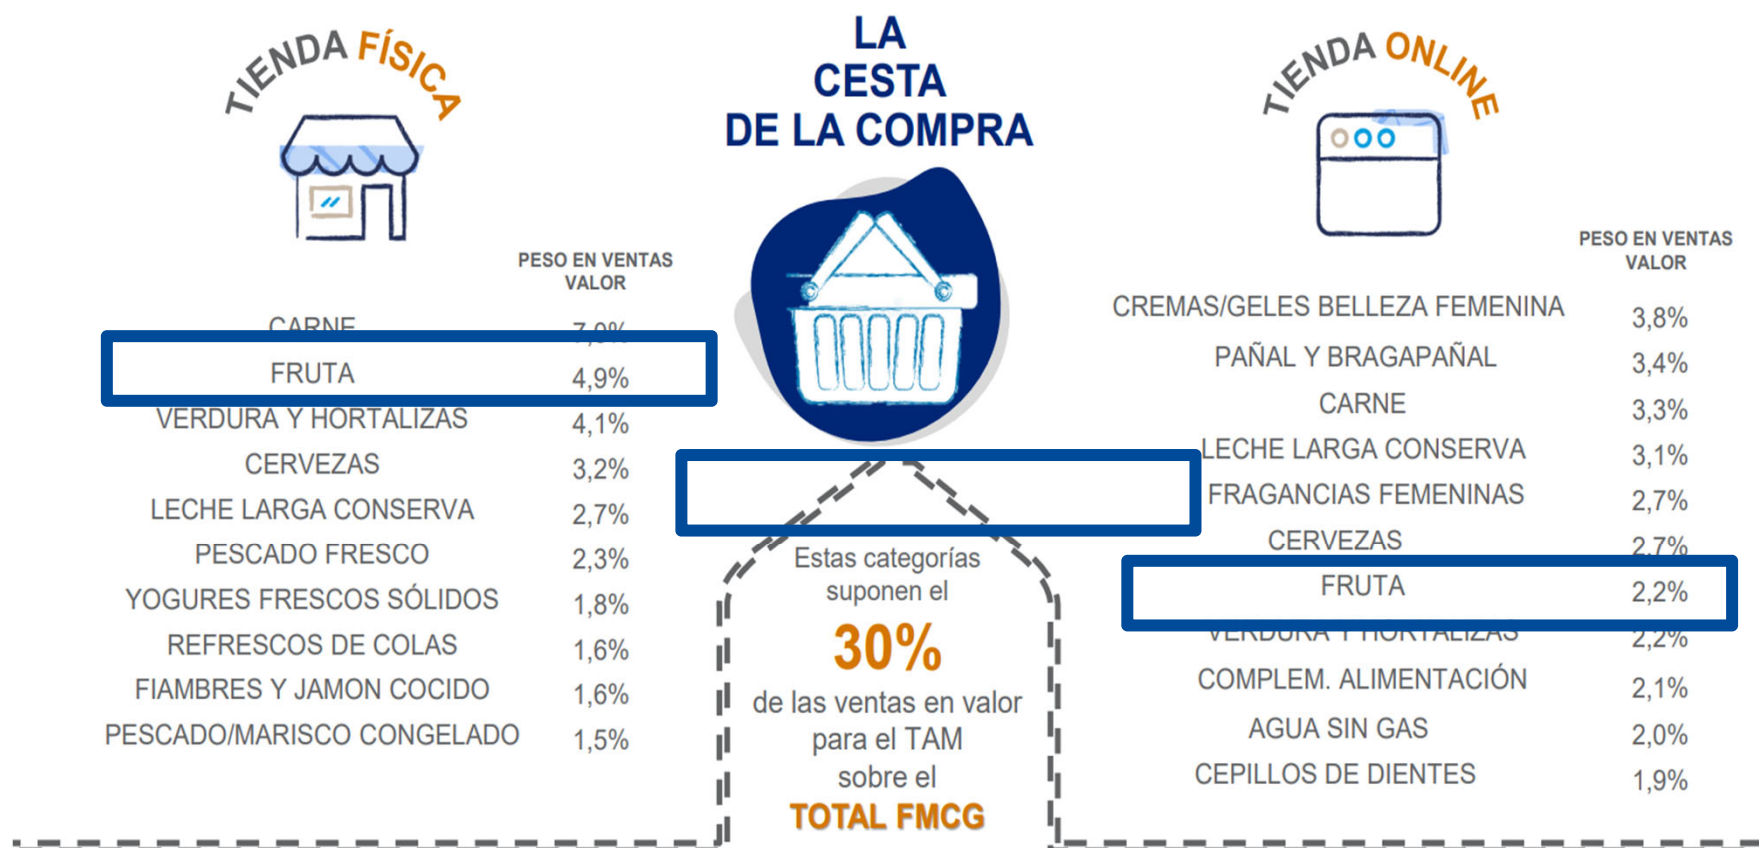 TIENDA FÍSICA
PESO EN VENTAS
VALOR
CARNE
FRUTA 4,9%
VERDURA Y HORTALIZAS 4,1%
CERVEZAS 3,2%
LECHE LARGA CONSERVA 2,7%
PESCADO FRESCO 2,3%
YOGURES FRESCOS SÓLIDOS 1,8%
REFRESCOS DE COLAS 1,6%
FIAMBRES Y JAMON COCIDO 1,6%
PESCADO/MARISCO CONGELADO 1,5%
LA
CESTA
DE LA COMPRA
Estas categorías
suponen el
30%
de las ventas en valor
para el TAM
sobre el
TOTAL FMCG
TIENDA ONLINE
PESO EN VENTAS
VALOR
CREMAS/GELES BELLEZA FEMENINA 3,8%
PAÑAL Y BRAGAPAÑAL 3,4%
CARNE 3,3%
LECHE LARGA CONSERVA 3,1%
FRAGANCIAS FEMENINAS 2,7%
CERVEZAS 2,7%
FRUTA 2,2%
VERDURA Y HORTALIZAS 2,2%
COMPLEM. ALIMENTACIÓN 2,1%
AGUA SIN GAS 2,0%
CEPILLOS DE DIENTES 1,9%